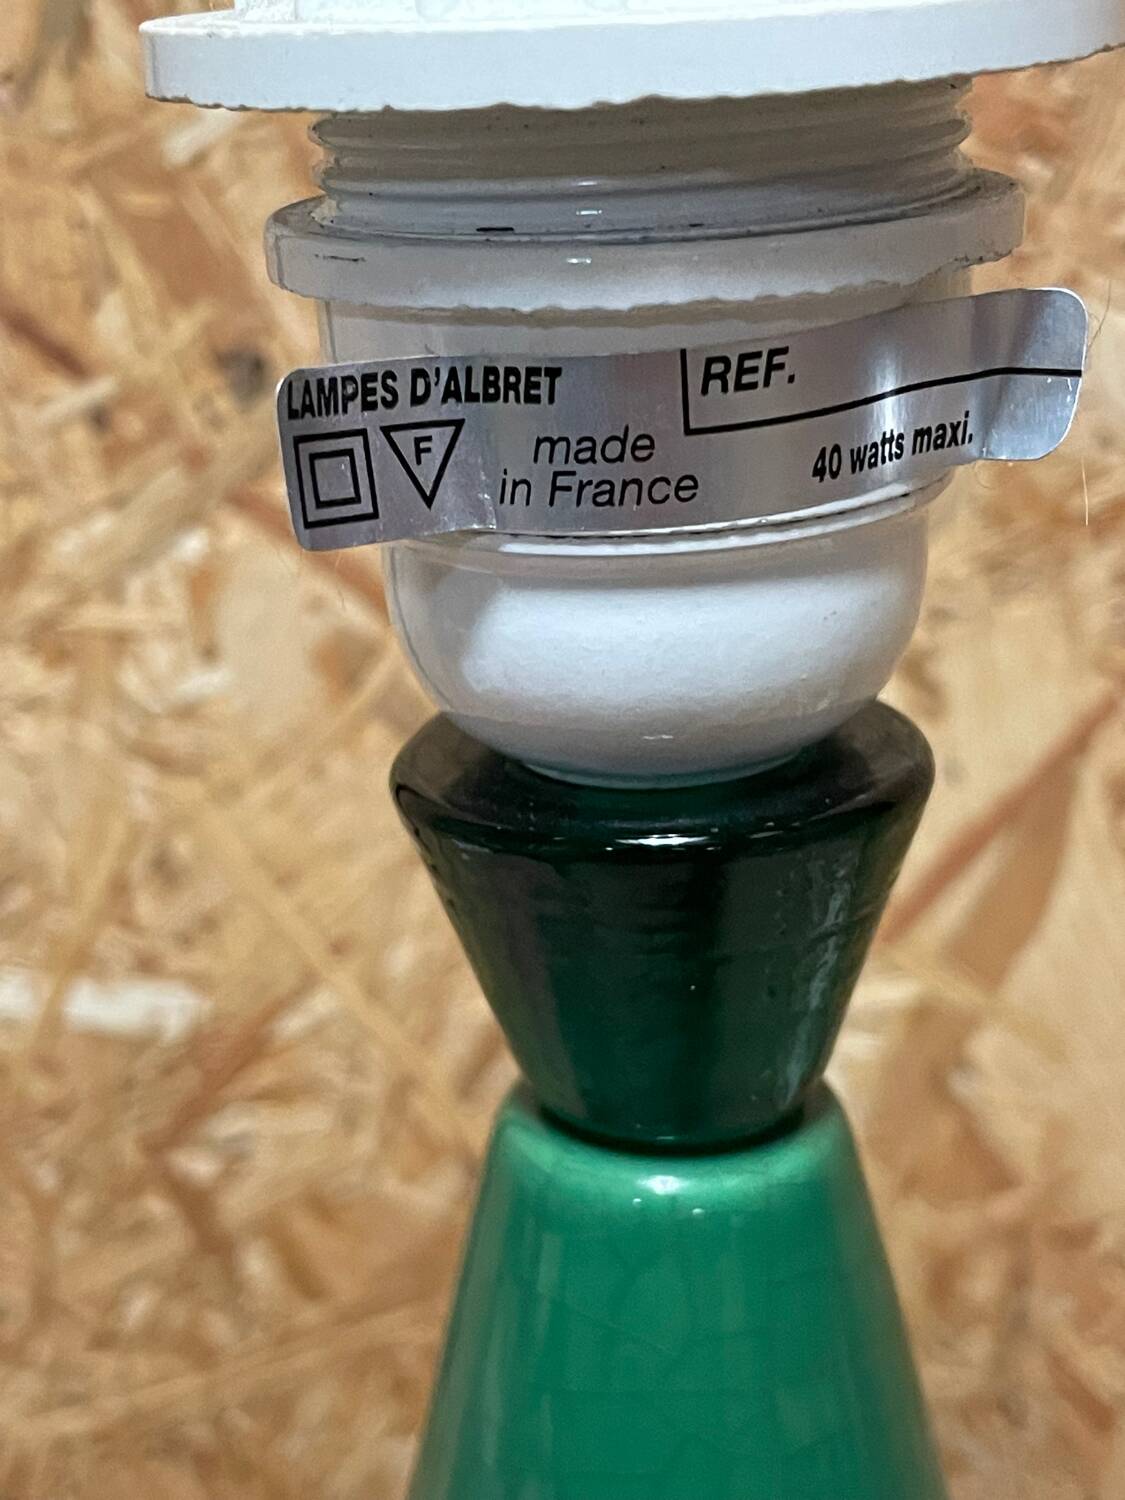 LAMPES D'ALBRET
REF.
F
made
in France
40 watts maxi.